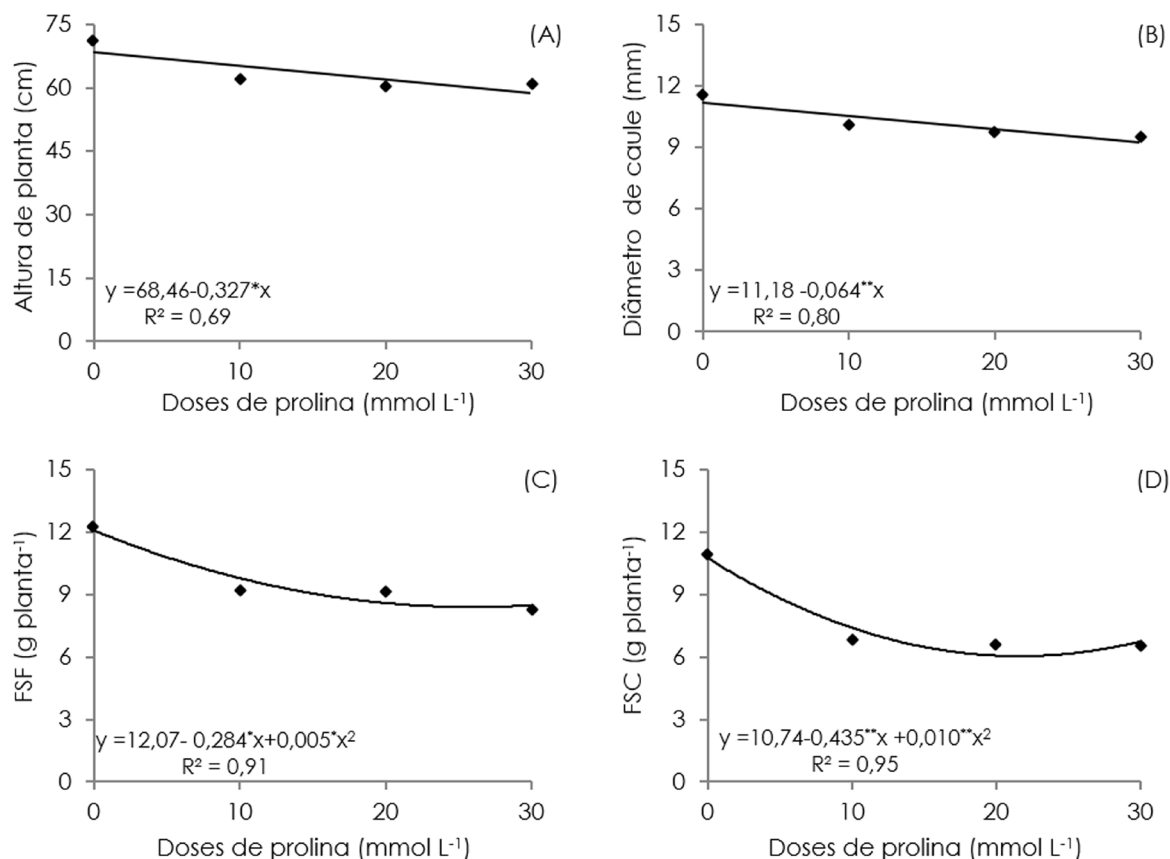 (A)
Altura de planta (cm)
75
60
45
30
15
0
y =68,46-0,327*x
R² = 0,69
0 10 20 30
Doses de prolina (mmol L⁻¹)
(B)
Diâmetro de caule (mm)
15
12
9
6
3
0
y =11,18 -0,064**x
R² = 0,80
0 10 20 30
Doses de prolina (mmol L⁻¹)
(C)
FSF (g planta⁻¹)
15
12
9
6
3
0
y =12,07- 0,284*x+0,005*x²
R² = 0,91
0 10 20 30
Doses de prolina (mmol L⁻¹)
(D)
FSC (g planta⁻¹)
15
12
9
6
3
0
y =10,74-0,435**x +0,010**x²
R² = 0,95
0 10 20 30
Doses de prolina (mmol L⁻¹)